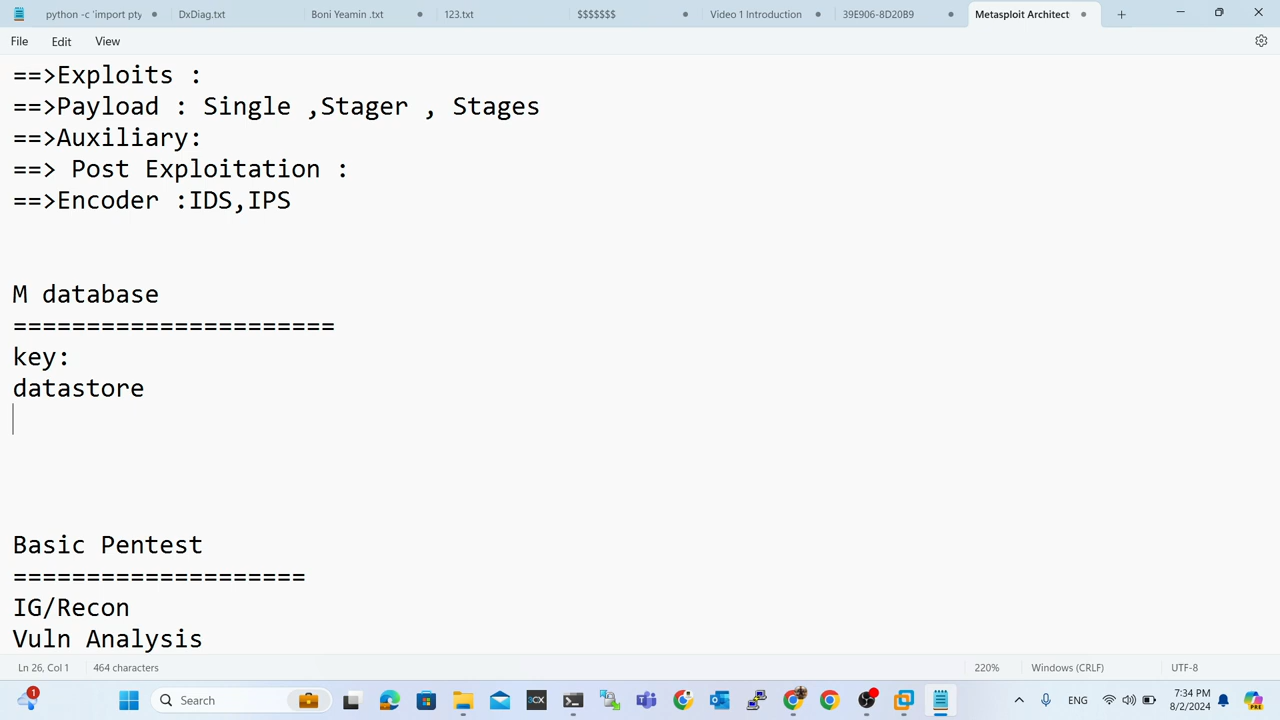 python -c 'import pty
DxDiag.txt
Boni Yeamin .txt
123.txt
$$$$$$$
Video 1 Introduction
39E906-8D20B9
Metasploit Architect
File
Edit
View
==>Exploits :
==>Payload : Single ,Stager , Stages
==>Auxiliary:
==> Post Exploitation :
==>Encoder :IDS,IPS
M database
======================
key:
datastore
Basic Pentest
====================
IG/Recon
Vuln Analysis
Ln 26, Col 1
464 characters
220%
Windows (CRLF)
UTF-8
1
Search
3CX
ENG
7:34 PM
8/2/2024